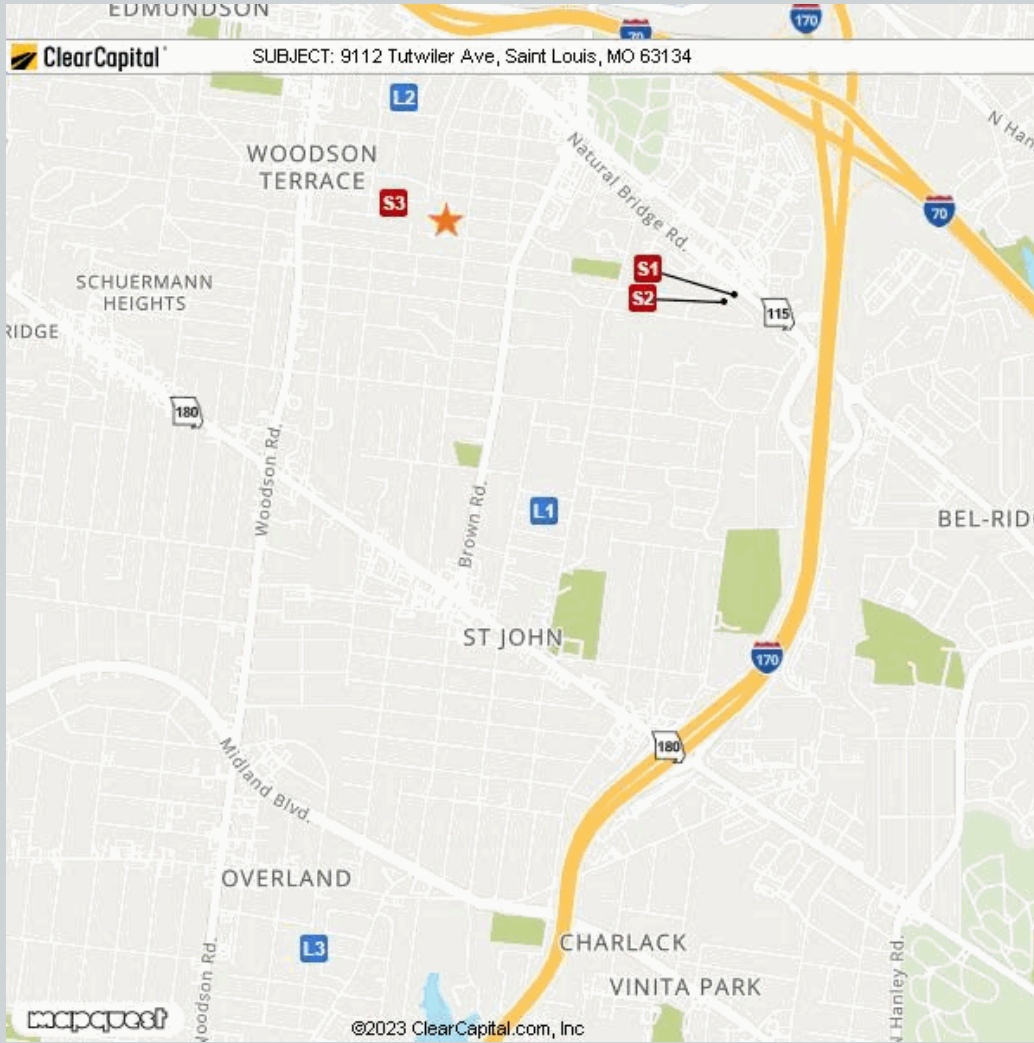 EDMUNDSON
70
170
ClearCapital
SUBJECT: 9112 Tutwiler Ave, Saint Louis, MO 63134
L2
N Han
WOODSON
TERRACE
Natural Bridge Rd.
S3
70
SCHUERMANN
HEIGHTS
S1
S2
115
RIDGE
180
Woodson Rd.
Brown Rd.
L1
BEL-RID
ST JOHN
170
180
Midland Blvd.
OVERLAND
L3
CHARLACK
VINITA PARK
Woodson Rd.
N Hanley Rd.
mapquest
©2023 ClearCapital.com, Inc